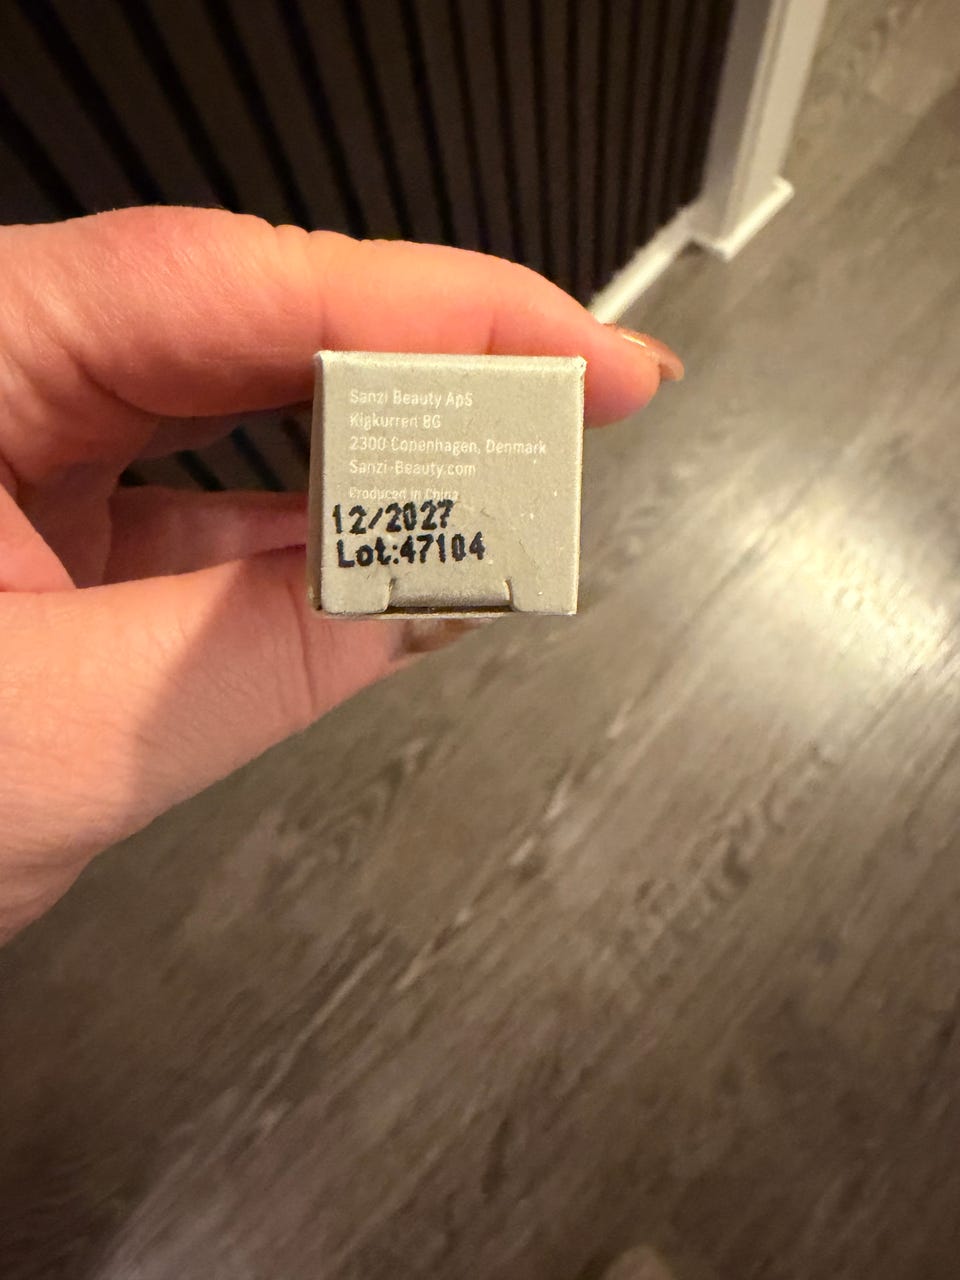 Sanzi Beauty ApS
Kigkurren 8G
2300 Copenhagen, Denmark
Sanzi-Beauty.com
Produced in China
12/2027
Lot:47104